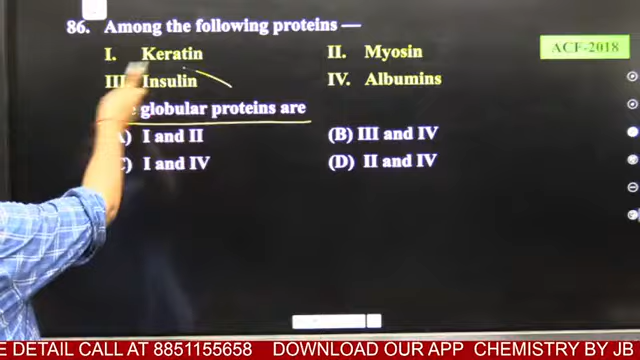 86. Among the following proteins —
I. Keratin
II. Myosin
ACF-2018
III Insulin
IV. Albumins
globular proteins are
I and II
(B) III and IV
I and IV
(D) II and IV
E DETAIL CALL AT 8851155658 DOWNLOAD OUR APP CHEMISTRY BY JB